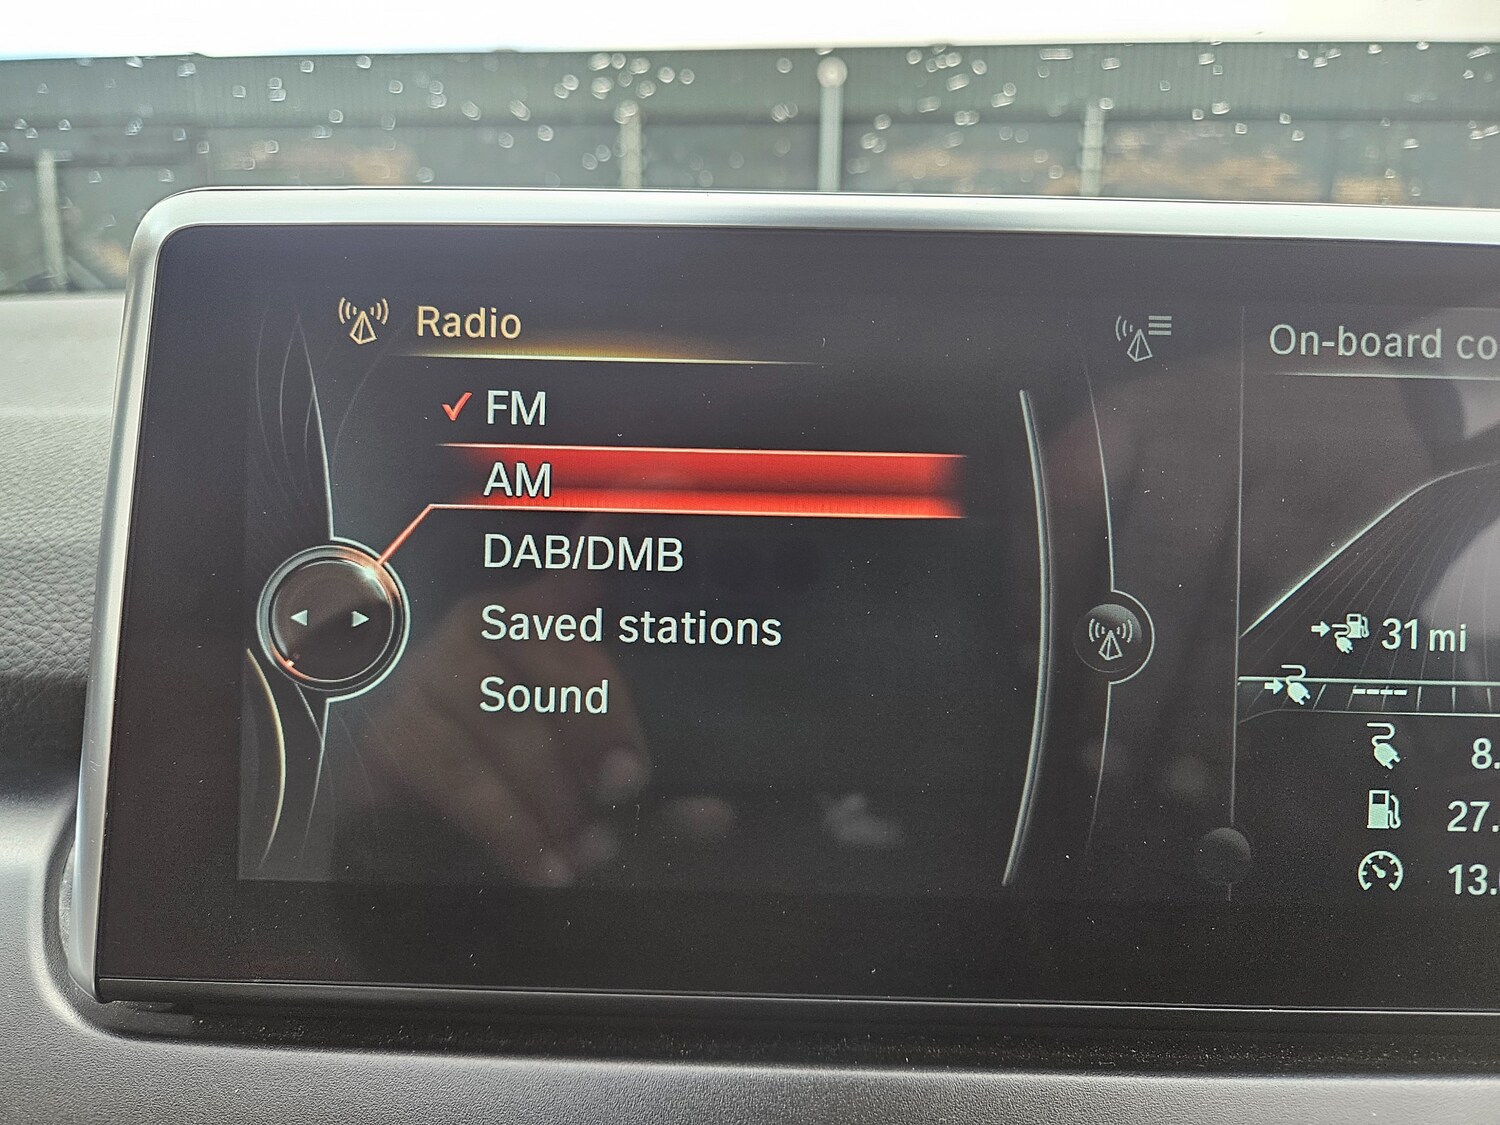 Radio
FM
AM
DAB/DMB
Saved stations
Sound
On-board co
31 mi
----
8.
27.
13.